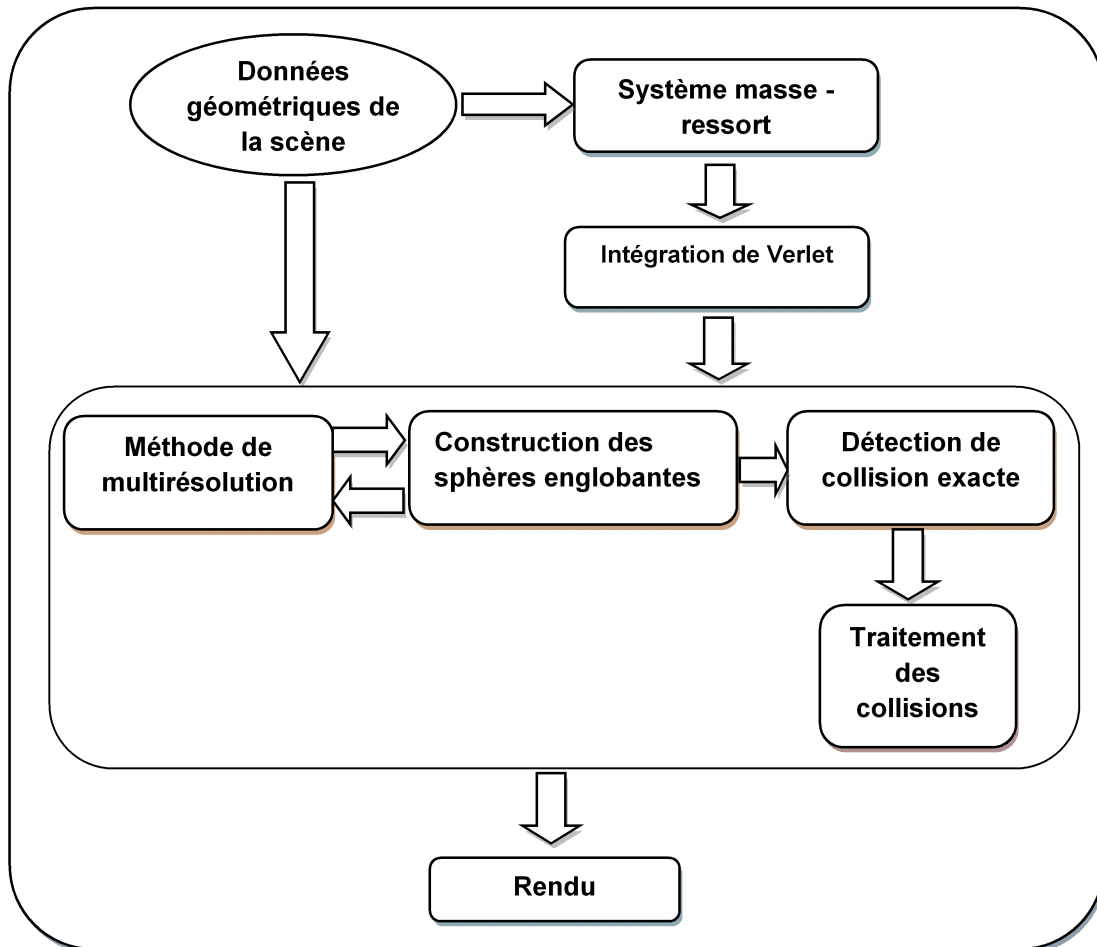 Données
géométriques de
la scène
Système masse -
ressort
Intégration de Verlet
Méthode de
multirésolution
Construction des
sphères englobantes
Détection de
collision exacte
Traitement
des
collisions
Rendu